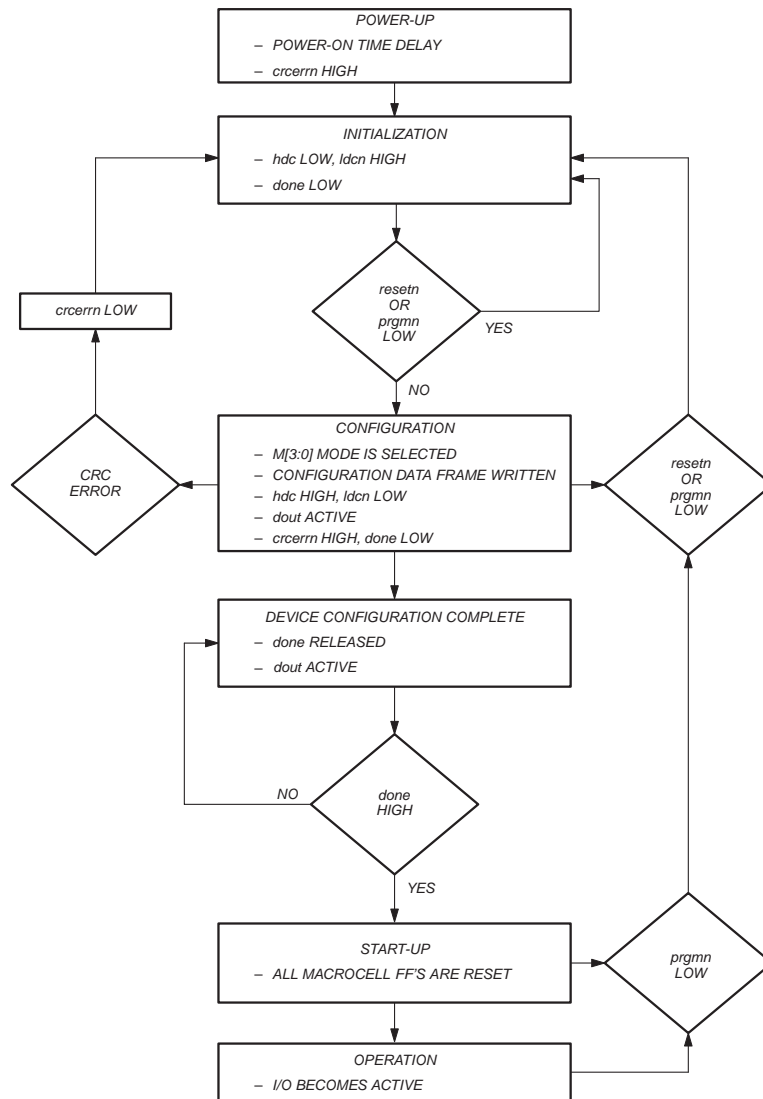 POWER-UP
– POWER-ON TIME DELAY
– crcerrn HIGH
INITIALIZATION
– hdc LOW, ldcn HIGH
– done LOW
resetn
OR
prgmn
LOW
YES
NO
crcerrn LOW
CONFIGURATION
– M[3:0] MODE IS SELECTED
– CONFIGURATION DATA FRAME WRITTEN
– hdc HIGH, ldcn LOW
– dout ACTIVE
– crcerrn HIGH, done LOW
CRC
ERROR
resetn
OR
prgmn
LOW
DEVICE CONFIGURATION COMPLETE
– done RELEASED
– dout ACTIVE
done
HIGH
NO
YES
START-UP
– ALL MACROCELL FF'S ARE RESET
prgmn
LOW
OPERATION
– I/O BECOMES ACTIVE